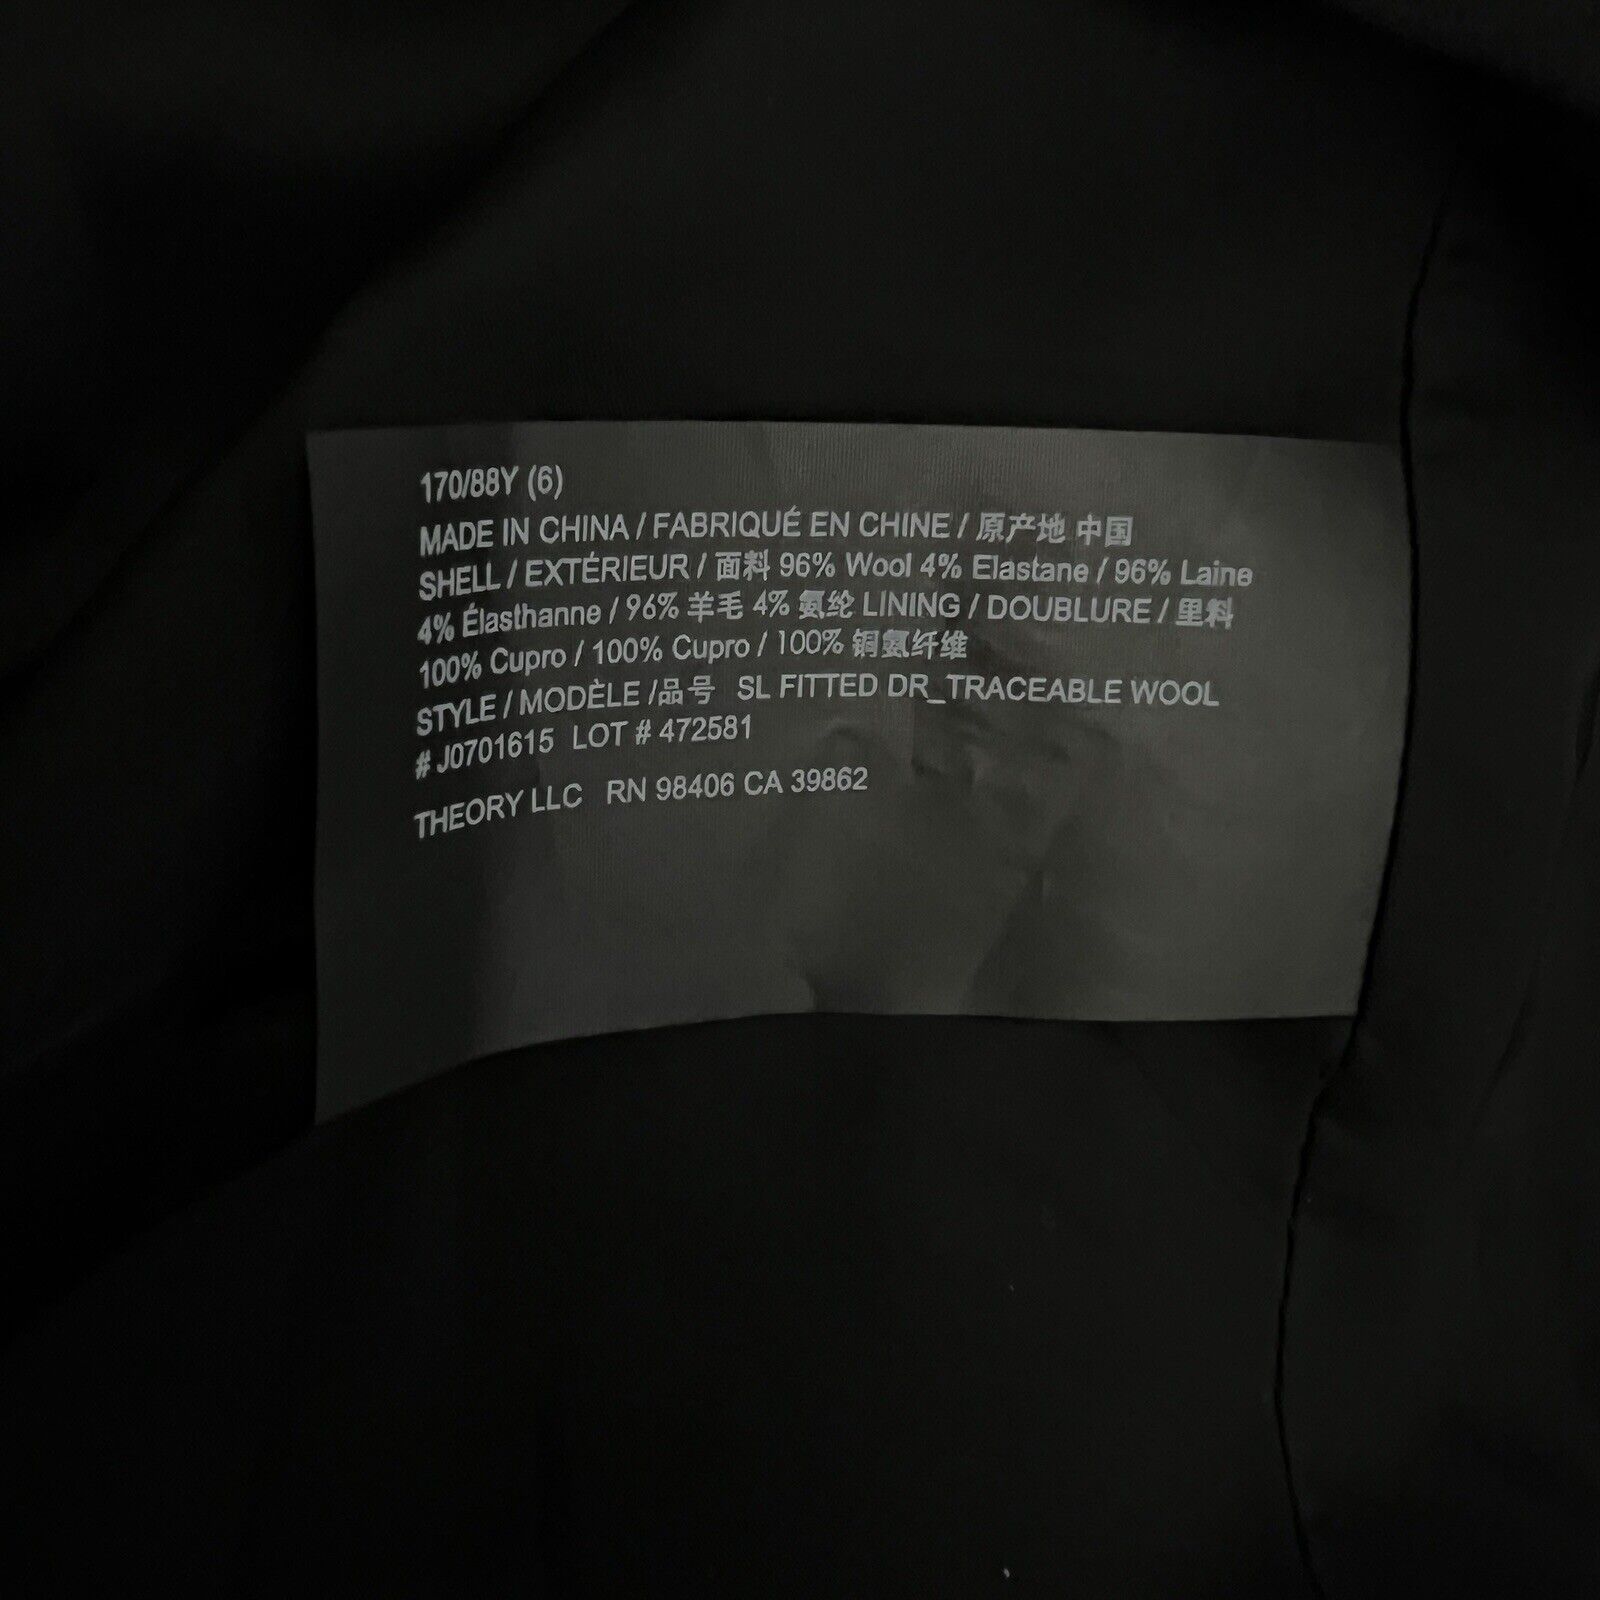 170/88Y (6)
MADE IN CHINA / FABRIQUÉ EN CHINE / 原产地 中国
SHELL / EXTÉRIEUR / 面料 96% Wool 4% Elastane / 96% Laine
4% Élasthanne / 96% 羊毛 4% 氨纶 LINING / DOUBLURE / 里料
100% Cupro / 100% Cupro / 100% 铜氨纤维
STYLE / MODÈLE /品号 SL FITTED DR_TRACEABLE WOOL
# J0701615 LOT # 472581
THEORY LLC RN 98406 CA 39862